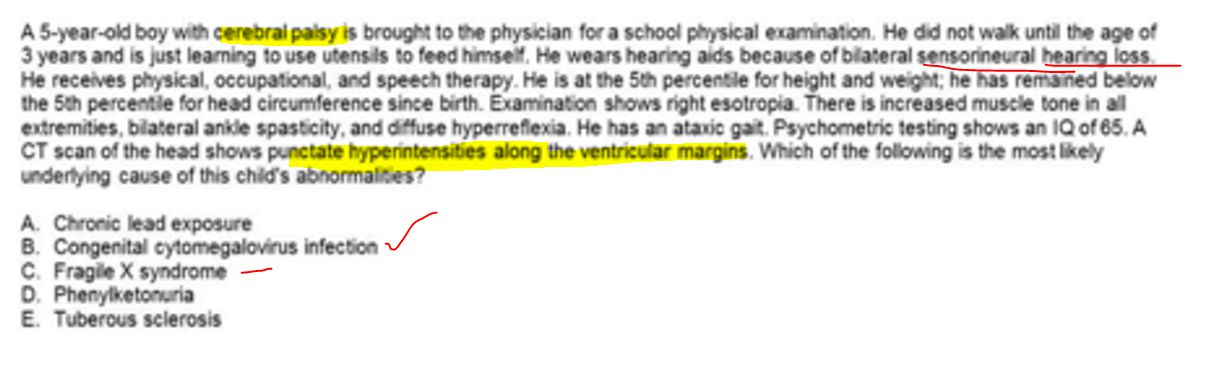 A 5-year-old boy with cerebral palsy is brought to the physician for a school physical examination. He did not walk until the age of
3 years and is just learning to use utensils to feed himself. He wears hearing aids because of bilateral sensorineural hearing loss.
He receives physical, occupational, and speech therapy. He is at the 5th percentile for height and weight; he has remained below
the 5th percentile for head circumference since birth. Examination shows right esotropia. There is increased muscle tone in all
extremities, bilateral ankle spasticity, and diffuse hyperreflexia. He has an ataxic gait. Psychometric testing shows an IQ of 65. A
CT scan of the head shows punctate hyperintensities along the ventricular margins. Which of the following is the most likely
underlying cause of this child's abnormalities?
A. Chronic lead exposure
B. Congenital cytomegalovirus infection
C. Fragile X syndrome
D. Phenylketonuria
E. Tuberous sclerosis